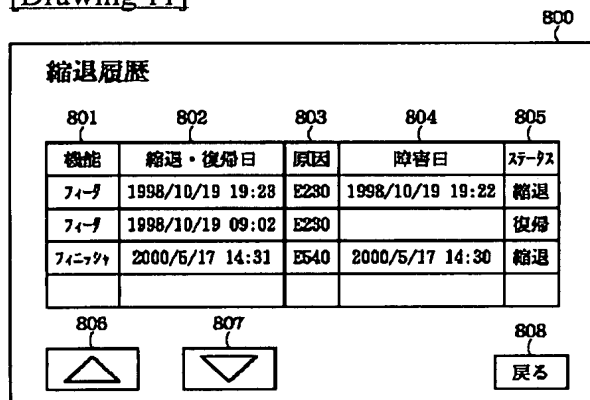 [Drawing 11]
800
縮退履歴
801 802 803 804 805
機能 縮退・復帰日 原因 障害日 ステータス
フィーダ 1998/10/19 19:23 E230 1998/10/19 19:22 縮退
フィーダ 1998/10/19 09:02 E230 復帰
フィニッシャ 2000/5/17 14:31 E540 2000/5/17 14:30 縮退
806 807 808
戻る